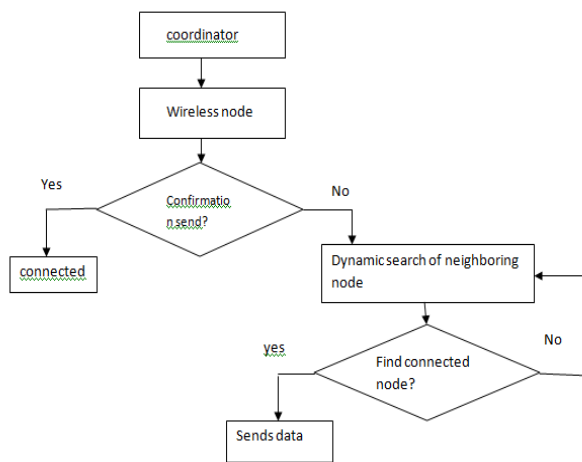 coordinator
Wireless node
Yes
Confirmatio
n send?
No
connected
Dynamic search of neighboring
node
yes
Find connected
node?
No
Sends data